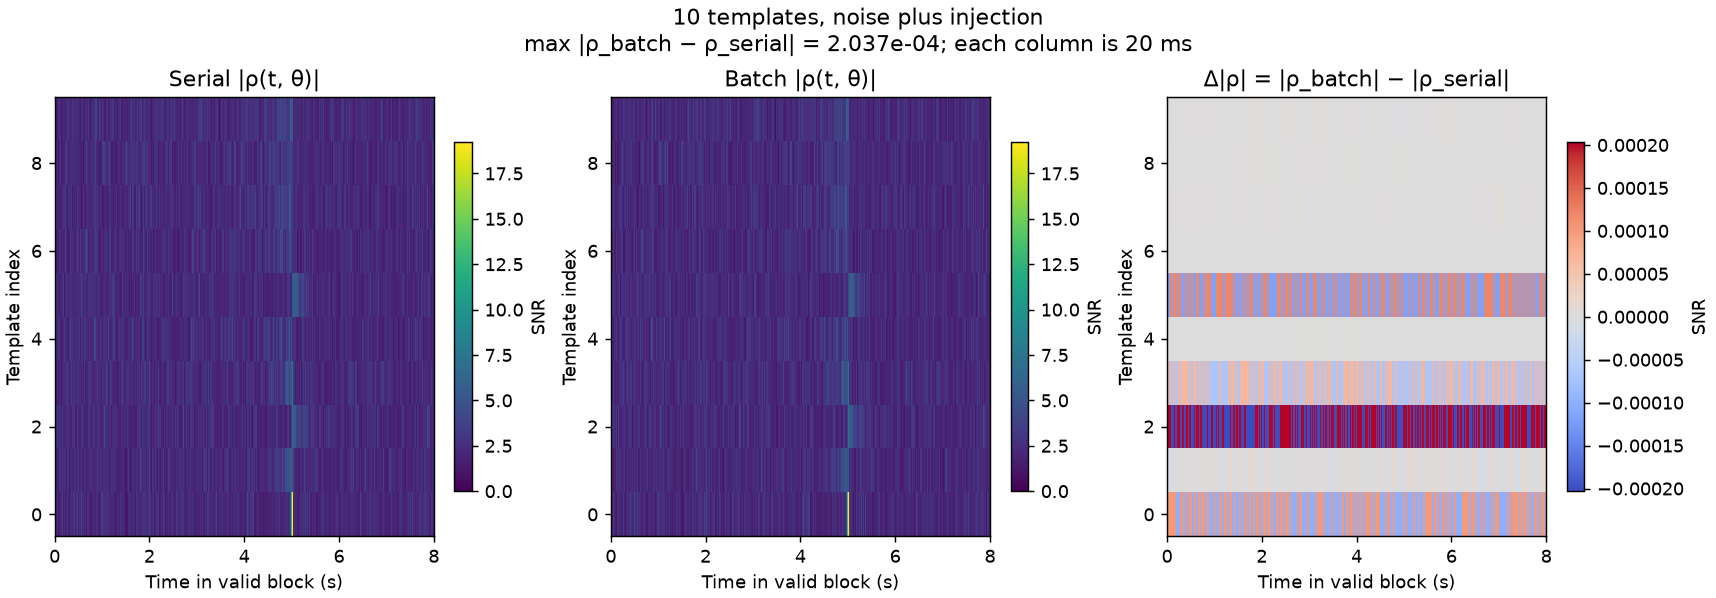 10 templates, noise plus injection
max |ρ_batch − ρ_serial| = 2.037e-04; each column is 20 ms
Serial |ρ(t, θ)|
Template index
8
6
4
2
0
0 2 4 6 8
Time in valid block (s)
17.5
15.0
12.5
10.0
7.5
5.0
2.5
0.0
SNR
Batch |ρ(t, θ)|
Template index
8
6
4
2
0
0 2 4 6 8
Time in valid block (s)
17.5
15.0
12.5
10.0
7.5
5.0
2.5
0.0
SNR
Δ|ρ| = |ρ_batch| − |ρ_serial|
Template index
8
6
4
2
0
0 2 4 6 8
Time in valid block (s)
0.00020
0.00015
0.00010
0.00005
0.00000
−0.00005
−0.00010
−0.00015
−0.00020
SNR